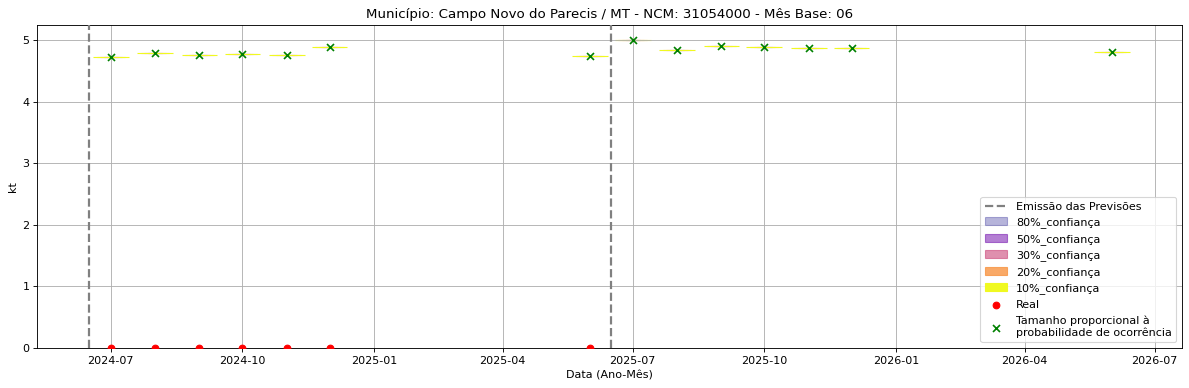 Município: Campo Novo do Parecis / MT - NCM: 31054000 - Mês Base: 06
5
4
3
2
1
0
kt
2024-07
2024-10
2025-01
2025-04
2025-07
2025-10
2026-01
2026-04
2026-07
Data (Ano-Mês)
Emissão das Previsões
80%_confiança
50%_confiança
30%_confiança
20%_confiança
10%_confiança
Real
Tamanho proporcional à
probabilidade de ocorrência